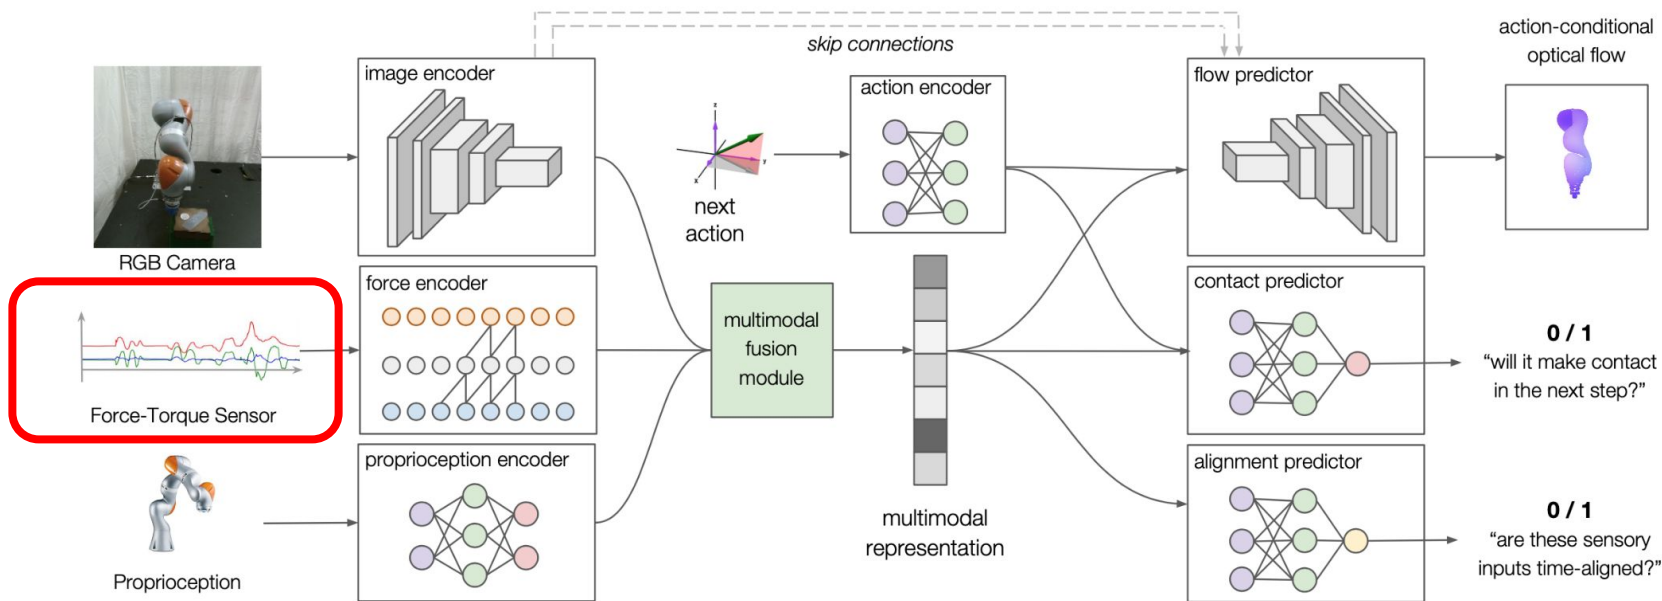 skip connections
action-conditional
optical flow
image encoder
action encoder
flow predictor
z
y
x
next
action
RGB Camera
force encoder
contact predictor
multimodal
fusion
module
0 / 1
“will it make contact
in the next step?”
Force-Torque Sensor
proprioception encoder
alignment predictor
multimodal
representation
0 / 1
“are these sensory
inputs time-aligned?”
Proprioception